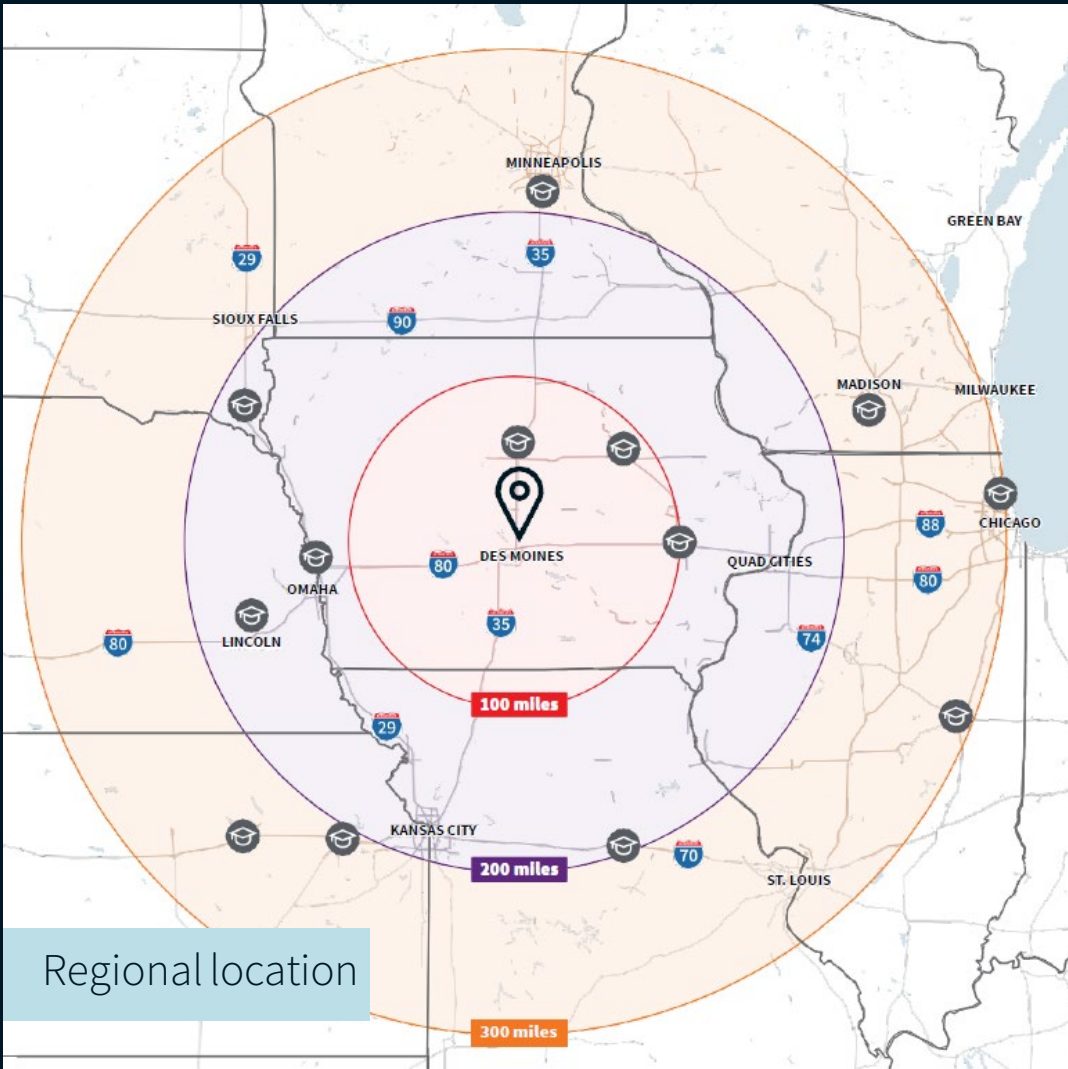 MINNEAPOLIS
GREEN BAY
35
29
SIOUX FALLS
90
MADISON
MILWAUKEE
88
CHICAGO
DES MOINES
80
QUAD CITIES
80
OMAHA
35
74
80
LINCOLN
100 miles
29
KANSAS CITY
70
200 miles
ST. LOUIS
Regional location
300 miles